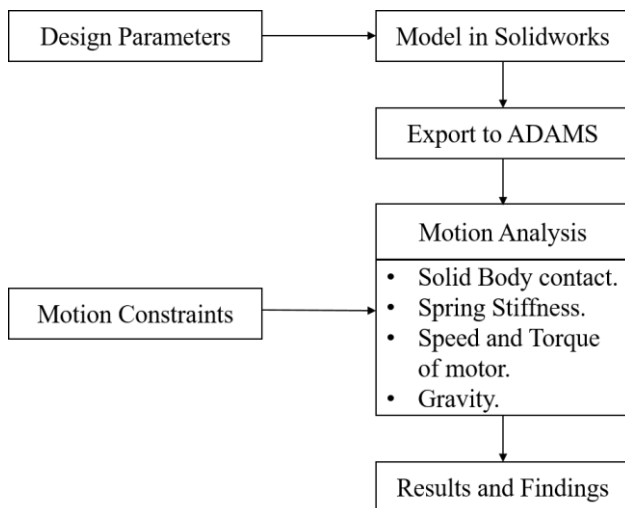 Design Parameters
Model in Solidworks
Export to ADAMS
Motion Analysis
• Solid Body contact.
• Spring Stiffness.
• Speed and Torque
of motor.
• Gravity.
Motion Constraints
Results and Findings